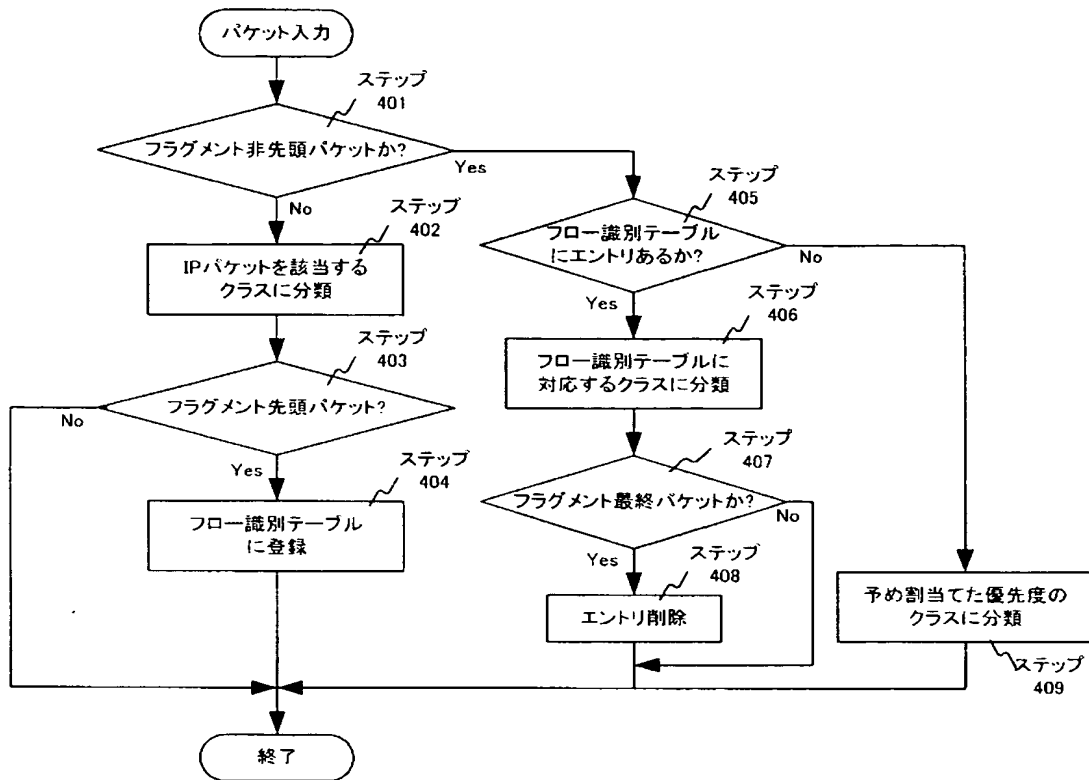 パケット入力
ステップ
401
フラグメント非先頭パケットか?
Yes
No
ステップ
402
IPパケットを該当する
クラスに分類
ステップ
403
フラグメント先頭パケット?
No
Yes
ステップ
404
フロー識別テーブル
に登録
ステップ
405
フロー識別テーブル
にエントリあるか?
No
Yes
ステップ
406
フロー識別テーブルに
対応するクラスに分類
ステップ
407
フラグメント最終パケットか?
No
Yes
ステップ
408
エントリ削除
予め割当てた優先度の
クラスに分類
ステップ
409
終了